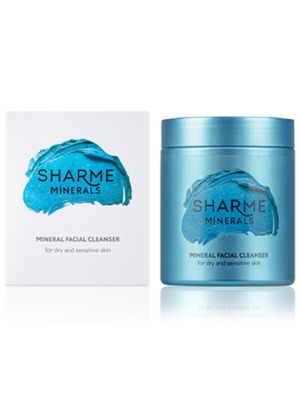 SHARME
MINERALS
MINERAL FACIAL CLEANSER
for dry and sensitive skin
SHARME
MINERALS
MINERAL FACIAL CLEANSER
for dry and sensitive skin